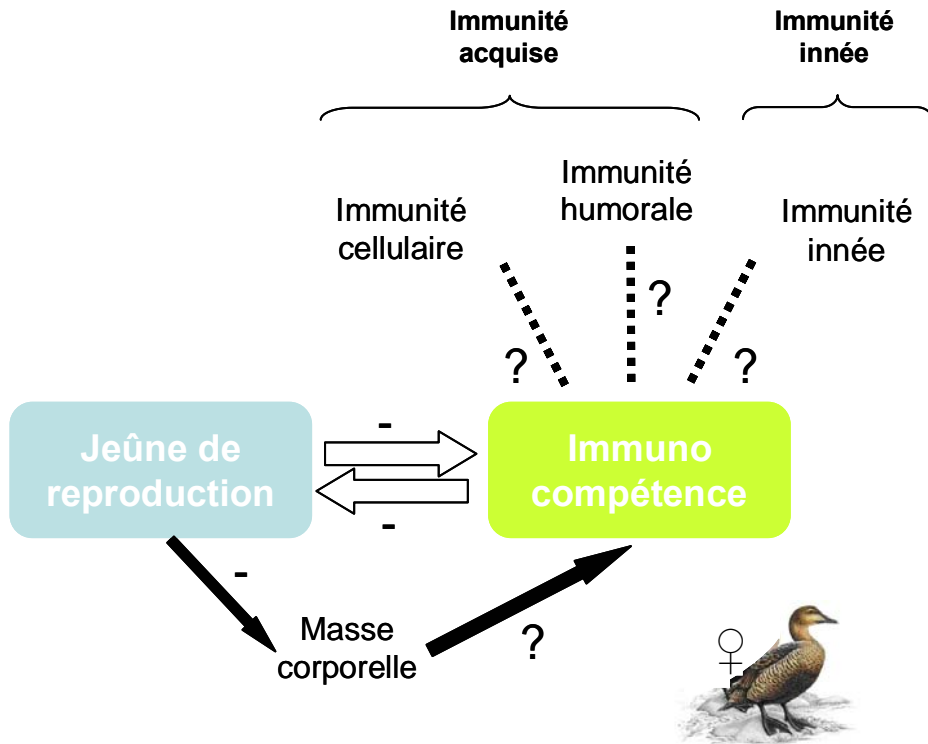 Immunité
acquise
Immunité
innée
Immunité
cellulaire
Immunité
humorale
Immunité
innée
?
?
?
Jeûne de
reproduction
-
-
Immuno
compétence
-
Masse
corporelle
?
♀